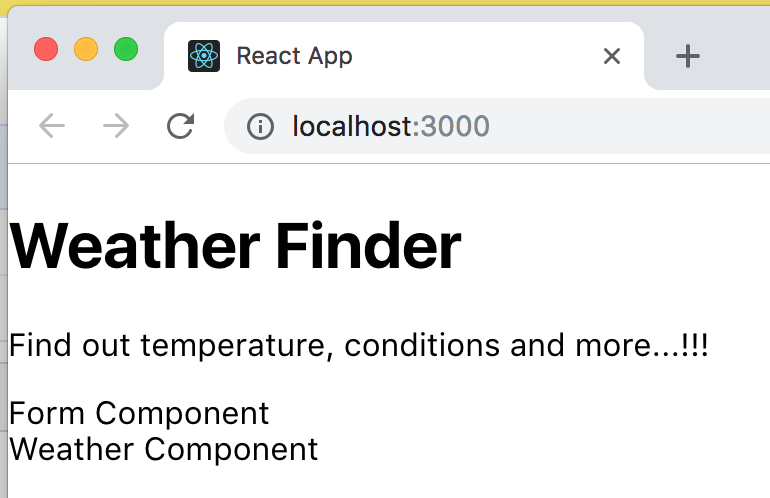 React App
localhost:3000
Weather Finder
Find out temperature, conditions and more...!!!
Form Component
Weather Component